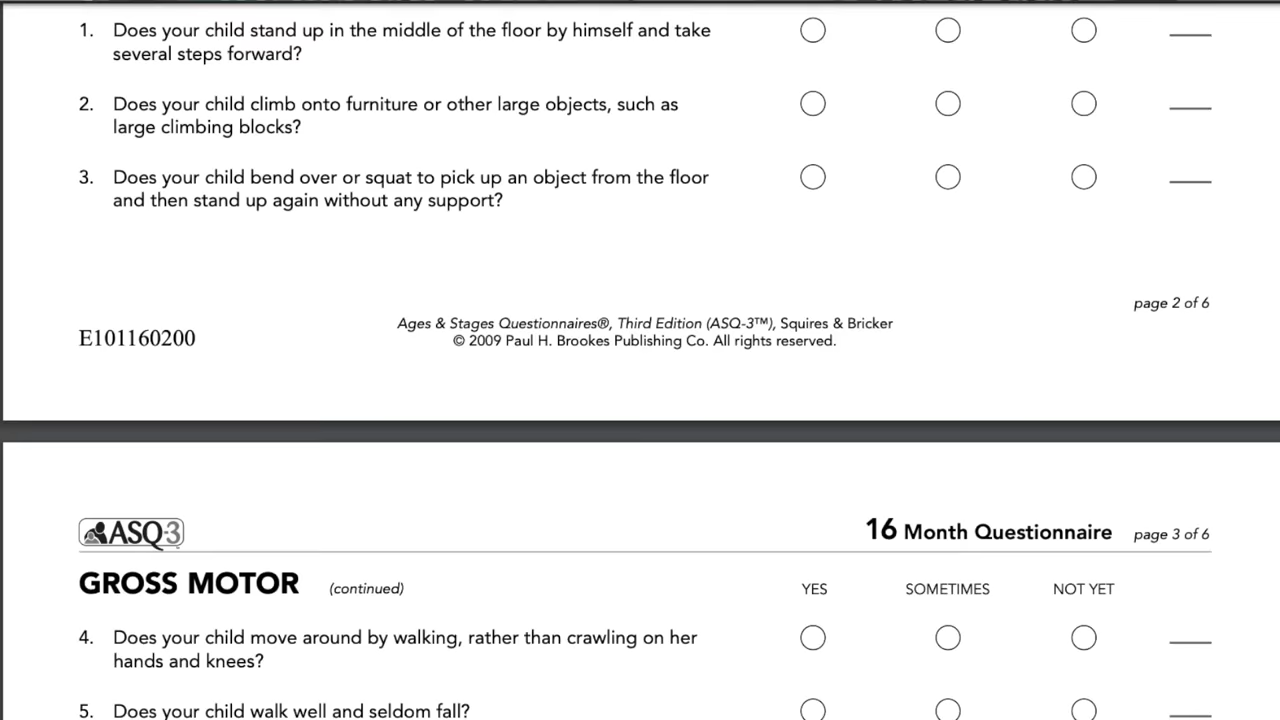 1. Does your child stand up in the middle of the floor by himself and take
several steps forward?
2. Does your child climb onto furniture or other large objects, such as
large climbing blocks?
3. Does your child bend over or squat to pick up an object from the floor
and then stand up again without any support?
page 2 of 6
E101160200
Ages & Stages Questionnaires®, Third Edition (ASQ-3™), Squires & Bricker
© 2009 Paul H. Brookes Publishing Co. All rights reserved.
ASQ-3
16 Month Questionnaire page 3 of 6
GROSS MOTOR (continued) YES SOMETIMES NOT YET
4. Does your child move around by walking, rather than crawling on her
hands and knees?
5. Does your child walk well and seldom fall?